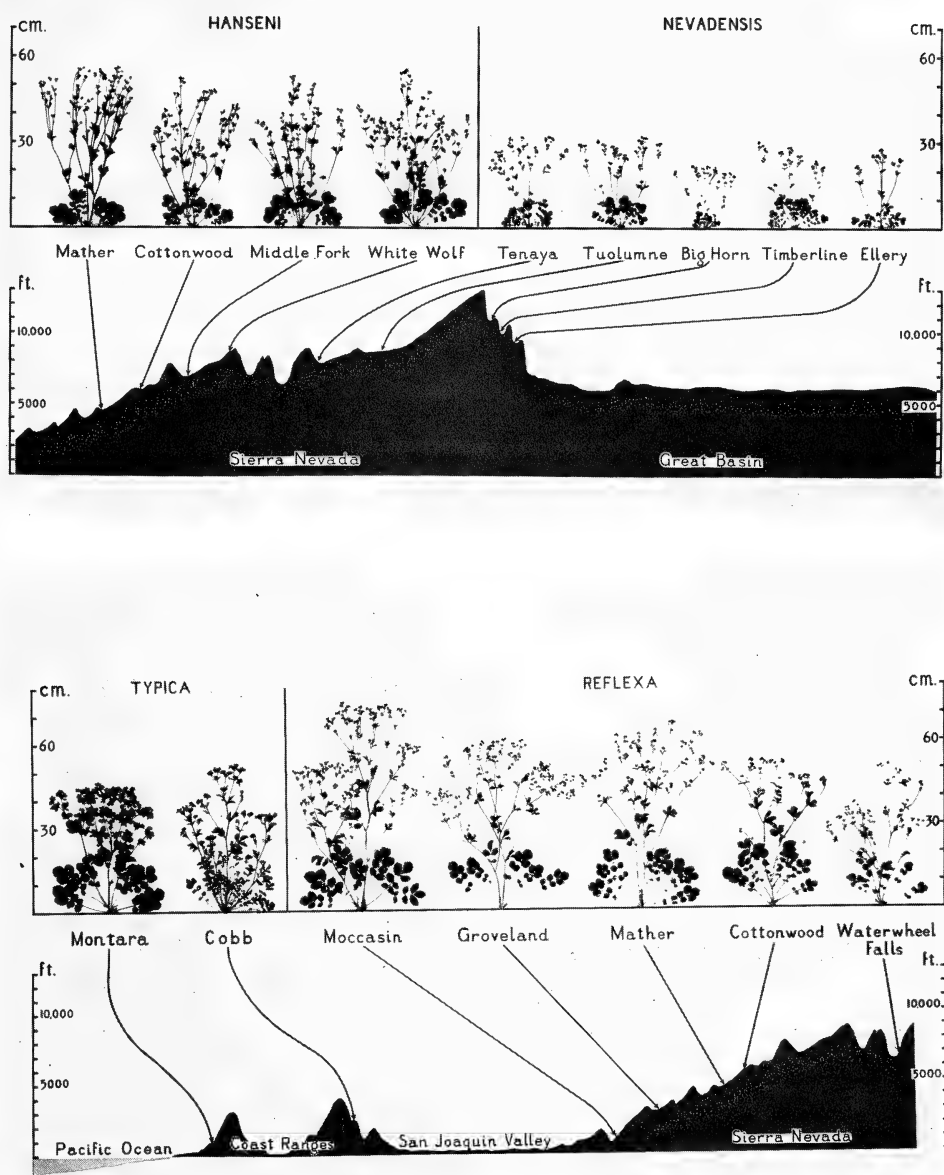 HANSENI NEVADENSIS
cm. cm.
60 60
30 30
Mather Cottonwood Middle Fork White Wolf Tenaya Tuolumne Big Horn Timberline Ellery
ft. ft.
10,000 10,000
5000 5000
Sierra Nevada Great Basin
TYPICA REFLEXA
cm. cm.
60 60
30 30
Montara Cobb Moccasin Groveland Mather Cottonwood Waterwheel
Falls
ft. ft.
10,000 10,000
5000 5000
Pacific Ocean Coast Ranges San Joaquin Valley Sierra Nevada